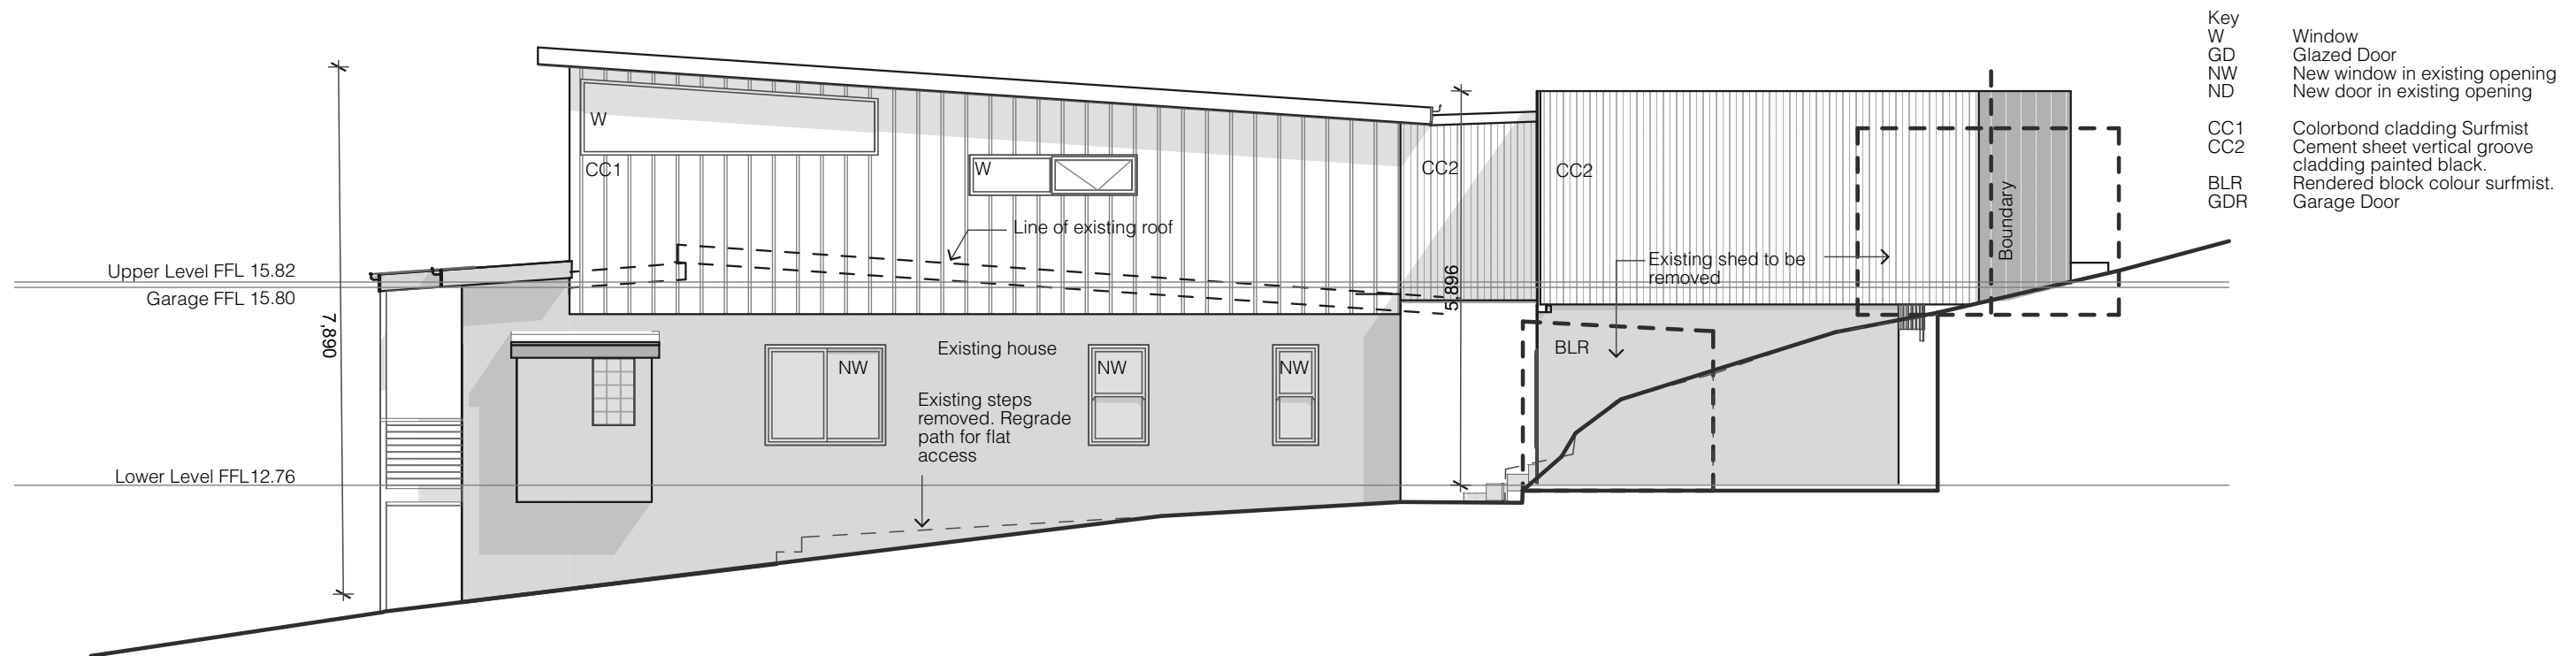 Key
W Window
GD Glazed Door
NW New window in existing opening
ND New door in existing opening
CC1 Colorbond cladding Surfmist
CC2 Cement sheet vertical groove
cladding painted black.
BLR Rendered block colour surfmist.
GDR Garage Door
W
CC1
W
CC2
CC2
Boundary
Line of existing roof
Existing shed to be
removed
Upper Level FFL 15.82
Garage FFL 15.80
7,890
5,896
Existing house
BLR
NW
NW
NW
Existing steps
removed. Regrade
path for flat
access
Lower Level FFL12.76